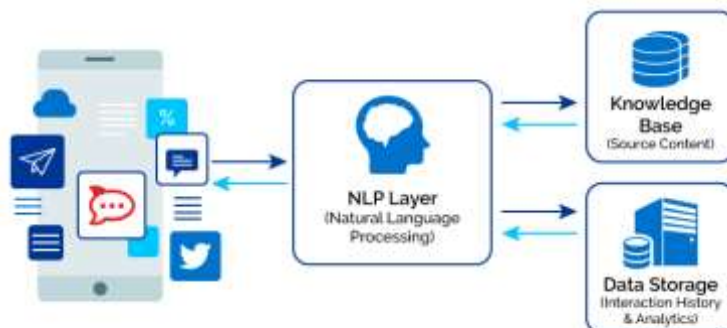 %
NLP Layer
(Natural Language
Processing)
Knowledge
Base
(Source Content)
Data Storage
(Interaction History
& Analytics)